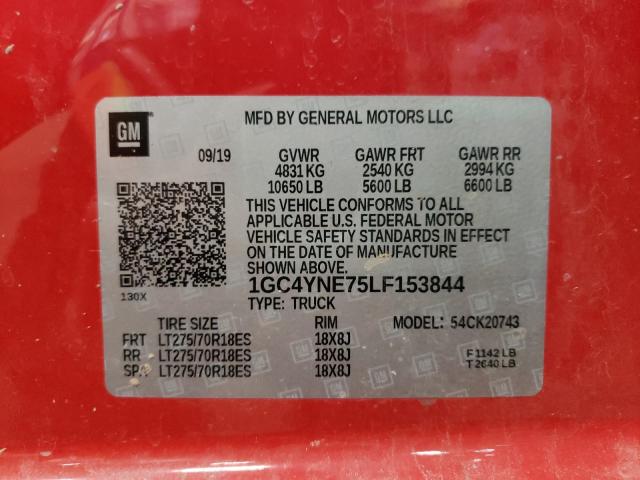 GM
MFD BY GENERAL MOTORS LLC
09/19 GVWR GAWR FRT GAWR RR
4831 KG 2540 KG 2994 KG
10650 LB 5600 LB 6600 LB
THIS VEHICLE CONFORMS TO ALL
APPLICABLE U.S. FEDERAL MOTOR
VEHICLE SAFETY STANDARDS IN EFFECT
ON THE DATE OF MANUFACTURE
SHOWN ABOVE.
130X
1GC4YNE75LF153844
TYPE: TRUCK
TIRE SIZE RIM MODEL: 54CK20743
FRT LT275/70R18ES 18X8J
RR LT275/70R18ES 18X8J F 1142 LB
SPA LT275/70R18ES 18X8J T 2640 LB